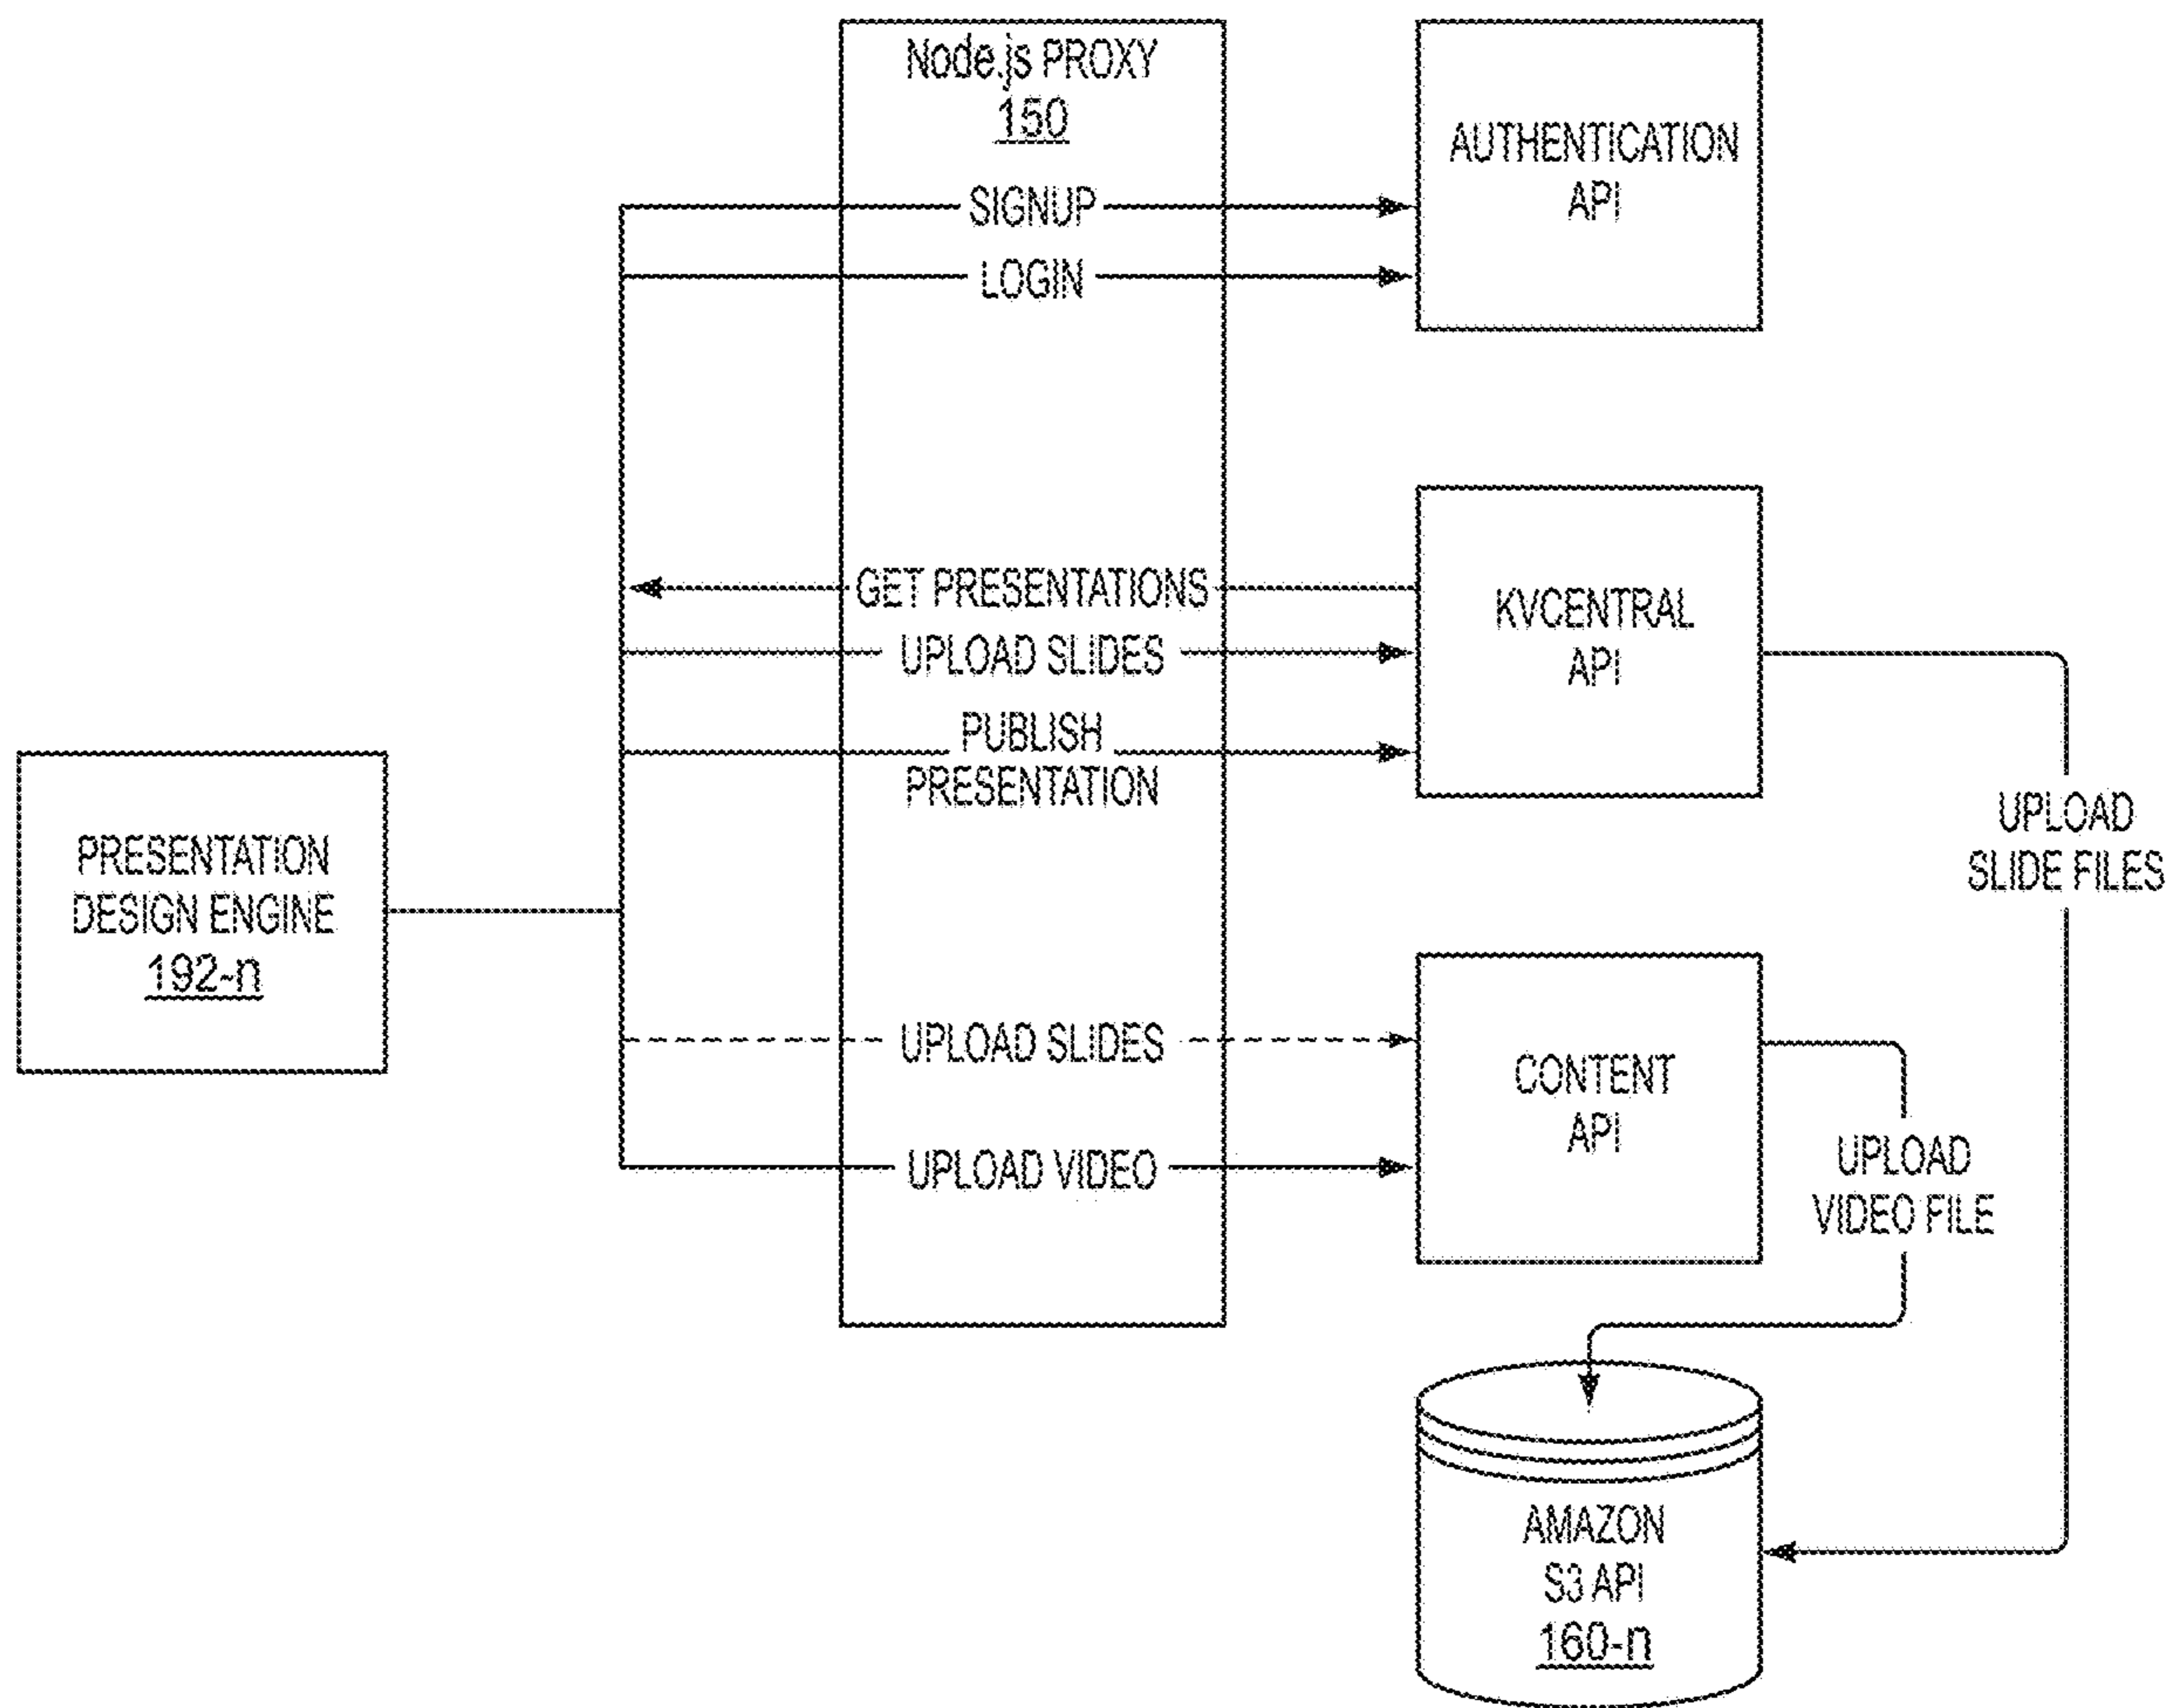 Node.js PROXY
150
SIGNUP
LOGIN
AUTHENTICATION
API
GET PRESENTATIONS
UPLOAD SLIDES
PUBLISH
PRESENTATION
KVCENTRAL
API
PRESENTATION
DESIGN ENGINE
192-n
UPLOAD
SLIDE FILES
UPLOAD SLIDES
UPLOAD VIDEO
CONTENT
API
UPLOAD
VIDEO FILE
AMAZON
S3 API
160-n